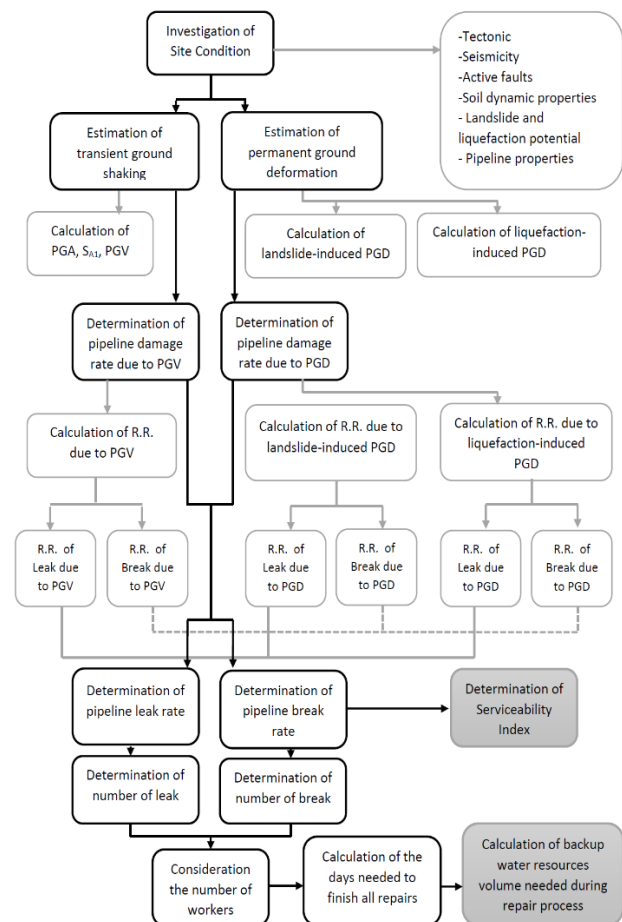 Investigation of
Site Condition
-Tectonic
-Seismicity
-Active faults
-Soil dynamic properties
- Landslide and
liquefaction potential
- Pipeline properties
Estimation of
transient ground
shaking
Estimation of
permanent ground
deformation
Calculation of
PGA, SA1, PGV
Calculation of
landslide-induced PGD
Calculation of liquefaction-
induced PGD
Determination of
pipeline damage
rate due to PGV
Determination of
pipeline damage
rate due to PGD
Calculation of R.R.
due to PGV
Calculation of R.R. due to
landslide-induced PGD
Calculation of R.R. due to
liquefaction-induced
PGD
R.R. of
Leak due
to PGV
R.R. of
Break due
to PGV
R.R. of
Leak due
to PGD
R.R. of
Break due
to PGD
R.R. of
Leak due
to PGD
R.R. of
Break due
to PGD
Determination of
pipeline leak rate
Determination of
pipeline break
rate
Determination of
Serviceability
Index
Determination of
number of leak
Determination of
number of break
Consideration
the number of
workers
Calculation of the
days needed to
finish all repairs
Calculation of backup
water resources
volume needed during
repair process